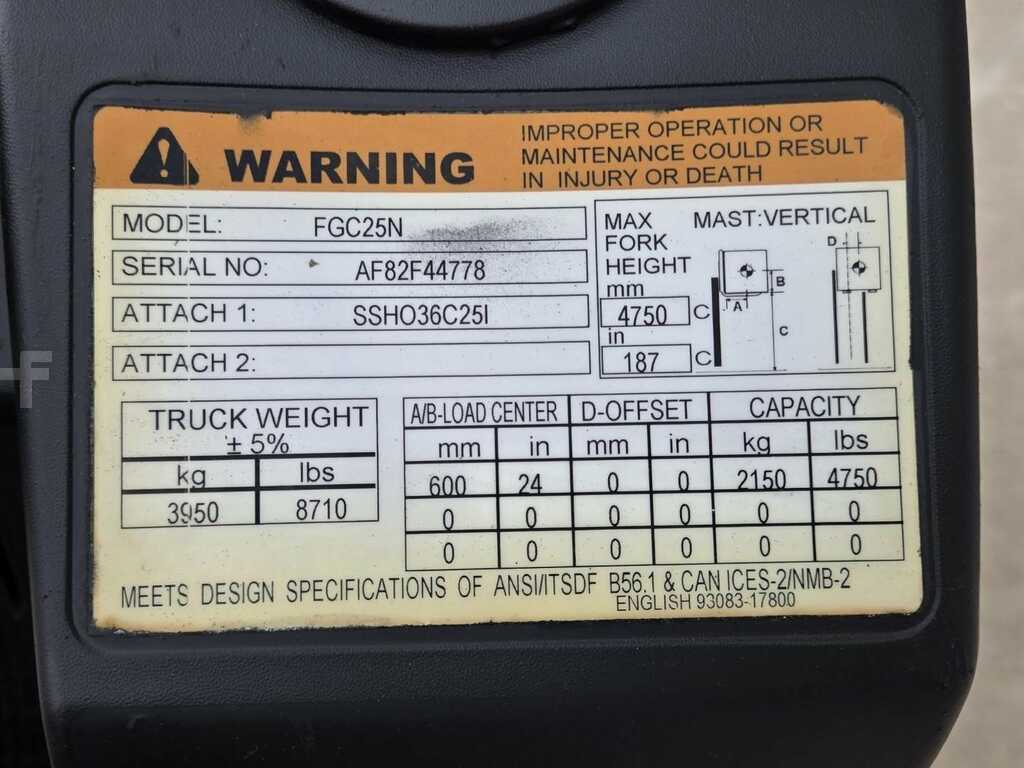 WARNING
IMPROPER OPERATION OR
MAINTENANCE COULD RESULT
IN INJURY OR DEATH
MODEL: FGC25N
SERIAL NO: AF82F44778
ATTACH 1: SSHO36C25I
ATTACH 2:
MAX FORK HEIGHT
MAST:VERTICAL
mm
4750 C
in
187 C
A
B
C
D
TRUCK WEIGHT
± 5%
kg lbs
3950 8710
A/B-LOAD CENTER D-OFFSET CAPACITY
mm in mm in kg lbs
600 24 0 0 2150 4750
0 0 0 0 0 0
0 0 0 0 0 0
MEETS DESIGN SPECIFICATIONS OF ANSI/ITSDF B56.1 & CAN ICES-2/NMB-2
ENGLISH 93083-17800